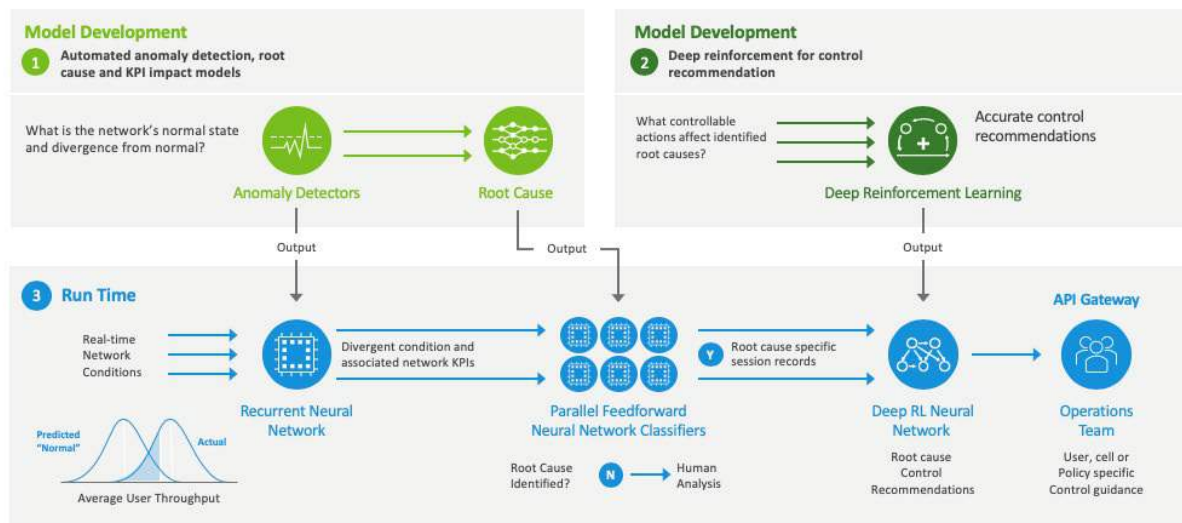 Model Development
1
Automated anomaly detection, root
cause and KPI impact models
What is the network's normal state
and divergence from normal?
Anomaly Detectors
Root Cause
Model Development
2
Deep reinforcement for control
recommendation
What controllable
actions affect identified
root causes?
Accurate control
recommendations
Deep Reinforcement Learning
Output
Output
Output
3
Run Time
Real-time
Network
Conditions
Recurrent Neural
Network
Divergent condition and
associated network KPIs
Parallel Feedforward
Neural Network Classifiers
Y
Root cause specific
session records
Deep RL Neural
Network
Root cause
Control
Recommendations
API Gateway
Operations
Team
User, cell or
Policy specific
Control guidance
Predicted
"Normal"
Actual
Average User Throughput
Root Cause
Identified?
N
Human
Analysis